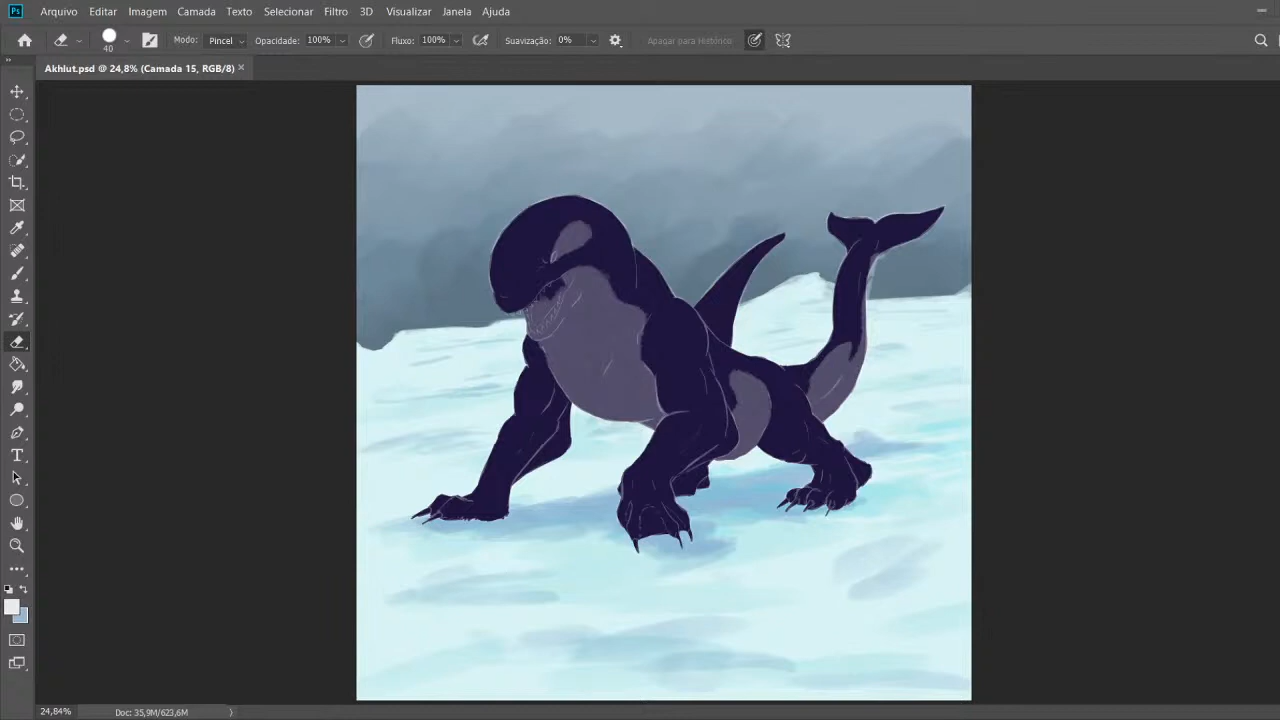 Ps Arquivo Editar Imagem Camada Texto Selecionar Filtro 3D Visualizar Janela Ajuda
40 Modo: Pincel Opacidade: 100% Fluxo: 100% Suavização: 0% Apagar para Histórico
Akhlut.psd @ 24,8% (Camada 15, RGB/8)
24,84% Doc: 35,9M/623,6M